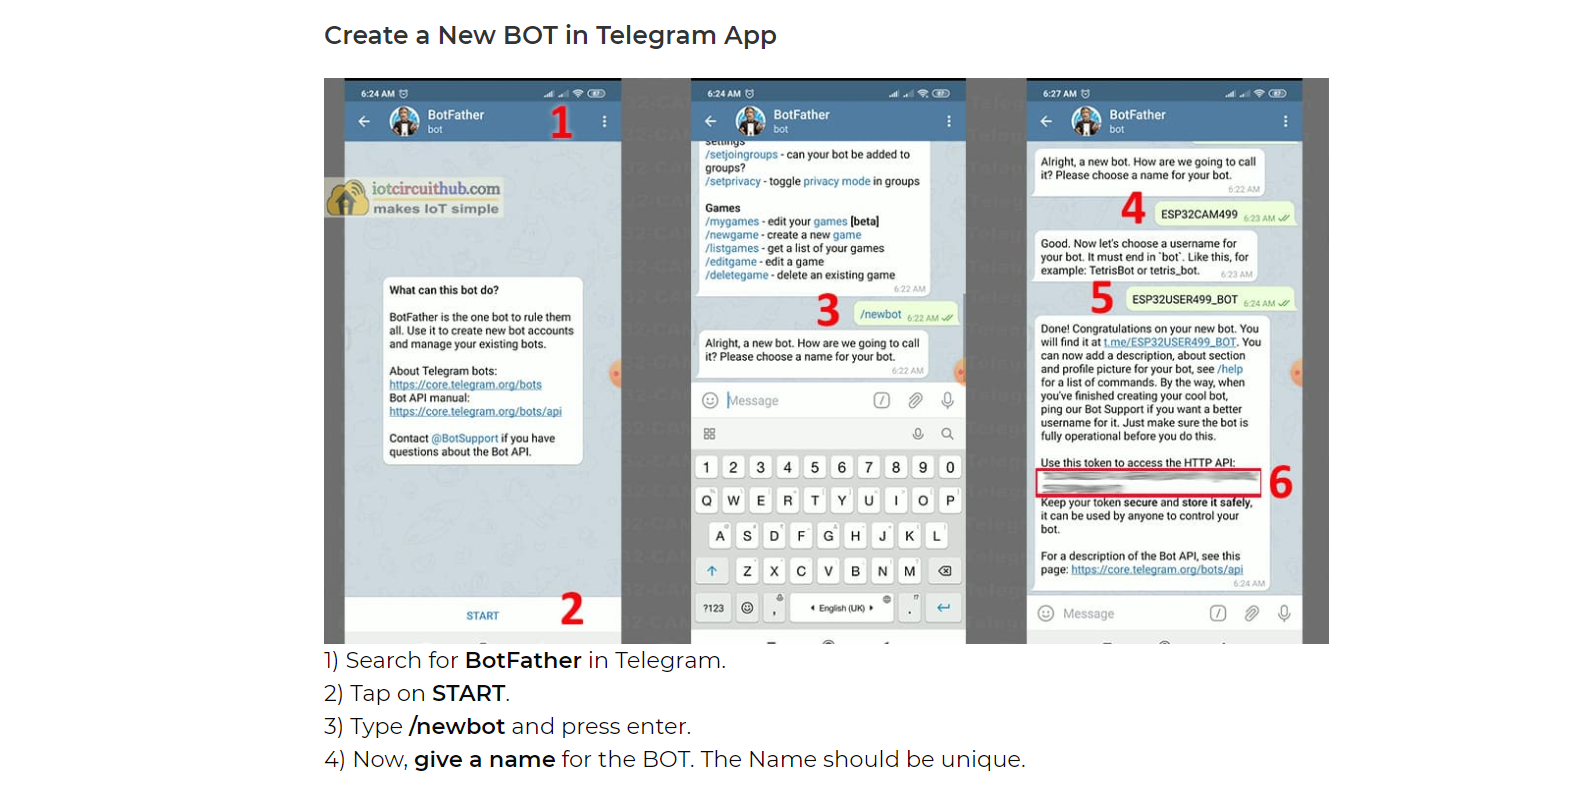 Create a New BOT in Telegram App
6:24 AM
BotFather
bot
1
iotcircuithub.com
makes IoT simple
What can this bot do?
BotFather is the one bot to rule them
all. Use it to create new bot accounts
and manage your existing bots.
About Telegram bots:
https://core.telegram.org/bots
Bot API manual:
https://core.telegram.org/bots/api
Contact @BotSupport if you have
questions about the Bot API.
START
2
6:24 AM
BotFather
bot
settings
/setjoingroups - can your bot be added to
groups?
/setprivacy - toggle privacy mode in groups
Games
/mygames - edit your games [beta]
/newgame - create a new game
/listgames - get a list of your games
/editgame - edit a game
/deletegame - delete an existing game
6:22 AM
3
/newbot 6:22 AM
Alright, a new bot. How are we going to call
it? Please choose a name for your bot.
6:22 AM
Message
1 2 3 4 5 6 7 8 9 0
Q W E R T Y U I O P
A S D F G H J K L
Z X C V B N M
?123 , English (UK) .
6:27 AM
BotFather
bot
Alright, a new bot. How are we going to call
it? Please choose a name for your bot.
6:22 AM
4
ESP32CAM499 6:23 AM
Good. Now let's choose a username for
your bot. It must end in `bot`. Like this, for
example: TetrisBot or tetris_bot.
6:23 AM
5
ESP32USER499_BOT 6:24 AM
Done! Congratulations on your new bot. You
will find it at t.me/ESP32USER499_BOT. You
can now add a description, about section
and profile picture for your bot, see /help
for a list of commands. By the way, when
you've finished creating your cool bot,
ping our Bot Support if you want a better
username for it. Just make sure the bot is
fully operational before you do this.
Use this token to access the HTTP API:
6
Keep your token secure and store it safely,
it can be used by anyone to control your
bot.
For a description of the Bot API, see this
page: https://core.telegram.org/bots/api
6:24 AM
Message
1) Search for BotFather in Telegram.
2) Tap on START.
3) Type /newbot and press enter.
4) Now, give a name for the BOT. The Name should be unique.